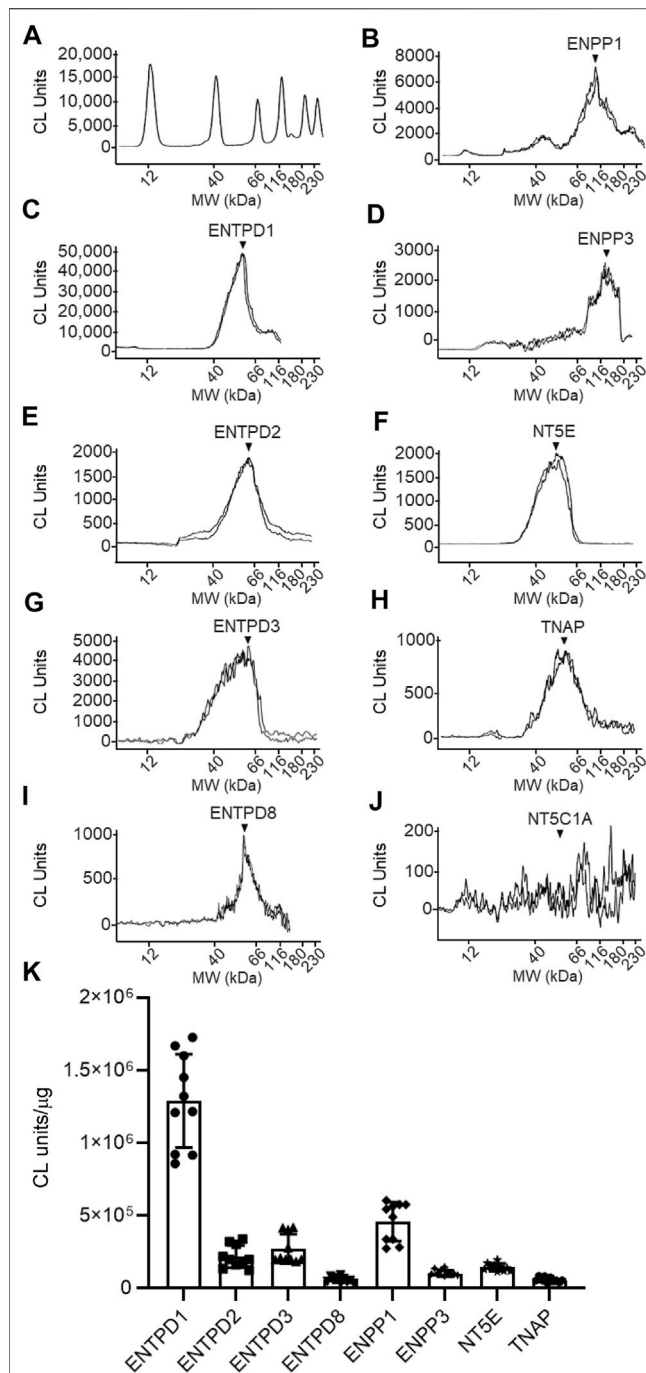 A
20,000
15,000
10,000
5,000
0
CL Units
12
40
66
116
180
230
MW (kDa)
B
ENPP1
8000
6000
4000
2000
0
CL Units
12
40
66
116
180
230
MW (kDa)
C
ENTPD1
50,000
40,000
30,000
20,000
10,000
0
CL Units
12
40
66
116
180
230
MW (kDa)
D
ENPP3
3000
2000
1000
0
CL Units
12
40
66
116
180
230
MW (kDa)
E
ENTPD2
2000
1500
1000
500
0
CL Units
12
40
66
116
180
230
MW (kDa)
F
NT5E
2000
1500
1000
500
0
CL Units
12
40
66
116
180
230
MW (kDa)
G
ENTPD3
5000
4000
3000
2000
1000
0
CL Units
12
40
66
116
180
230
MW (kDa)
H
TNAP
1000
500
0
CL Units
12
40
66
116
180
230
MW (kDa)
I
ENTPD8
1000
500
0
CL Units
12
40
66
116
180
230
MW (kDa)
J
NT5C1A
200
100
0
CL Units
12
40
66
116
180
230
MW (kDa)
K
2×10⁶
1.5×10⁶
1×10⁶
5×10⁵
0
CL units/μg
ENTPD1
ENTPD2
ENTPD3
ENTPD8
ENPP1
ENPP3
NT5E
TNAP